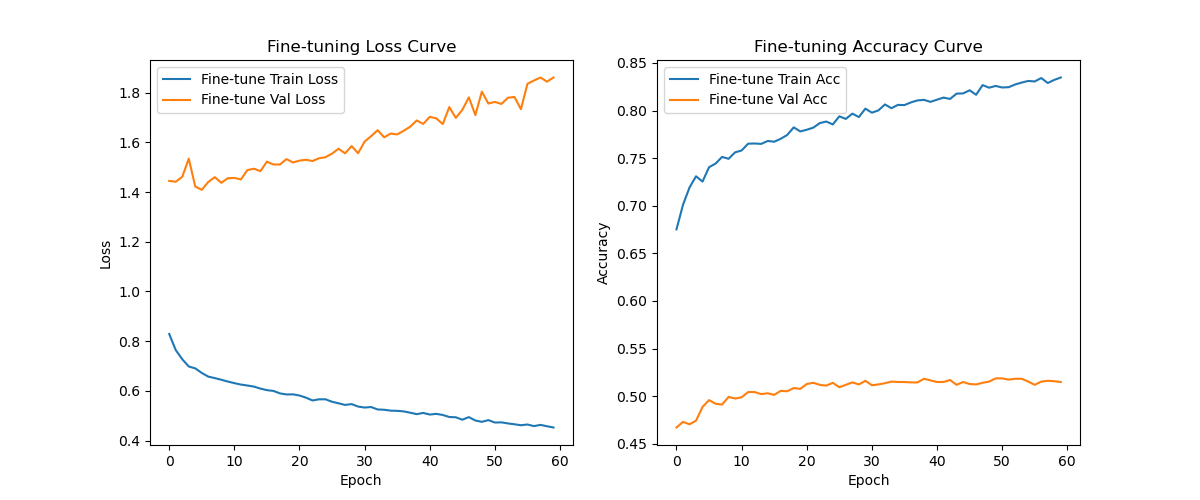 Fine-tuning Loss Curve
Fine-tune Train Loss
Fine-tune Val Loss
Loss
1.8
1.6
1.4
1.2
1.0
0.8
0.6
0.4
0 10 20 30 40 50 60
Epoch
Fine-tuning Accuracy Curve
Fine-tune Train Acc
Fine-tune Val Acc
Accuracy
0.85
0.80
0.75
0.70
0.65
0.60
0.55
0.50
0.45
0 10 20 30 40 50 60
Epoch